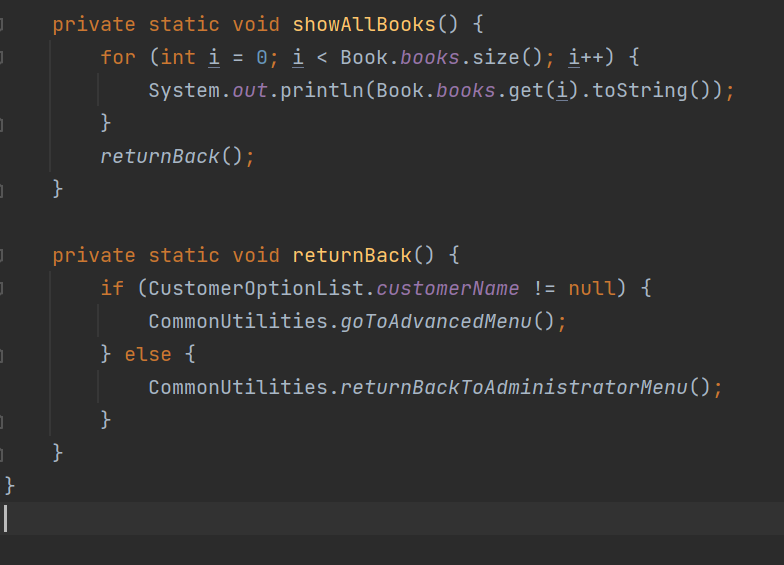 private static void showAllBooks() {
for (int i = 0; i < Book.books.size(); i++) {
System.out.println(Book.books.get(i).toString());
}
returnBack();
}
private static void returnBack() {
if (CustomerOptionList.customerName != null) {
CommonUtilities.goToAdvancedMenu();
} else {
CommonUtilities.returnBackToAdministratorMenu();
}
}
}